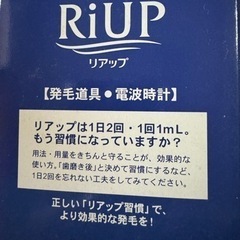 RiUP
リアップ
【発毛道具●電波時計】
リアップは1日2回・1回1mL。
もう習慣になっていますか?
用法・用量をきちんと守ることが、効果的な
使い方。「歯磨き後」と決めて習慣にするなど、
1日2回を忘れない工夫をしてみてください。
正しい「リアップ習慣」で、
より効果的な発毛を!